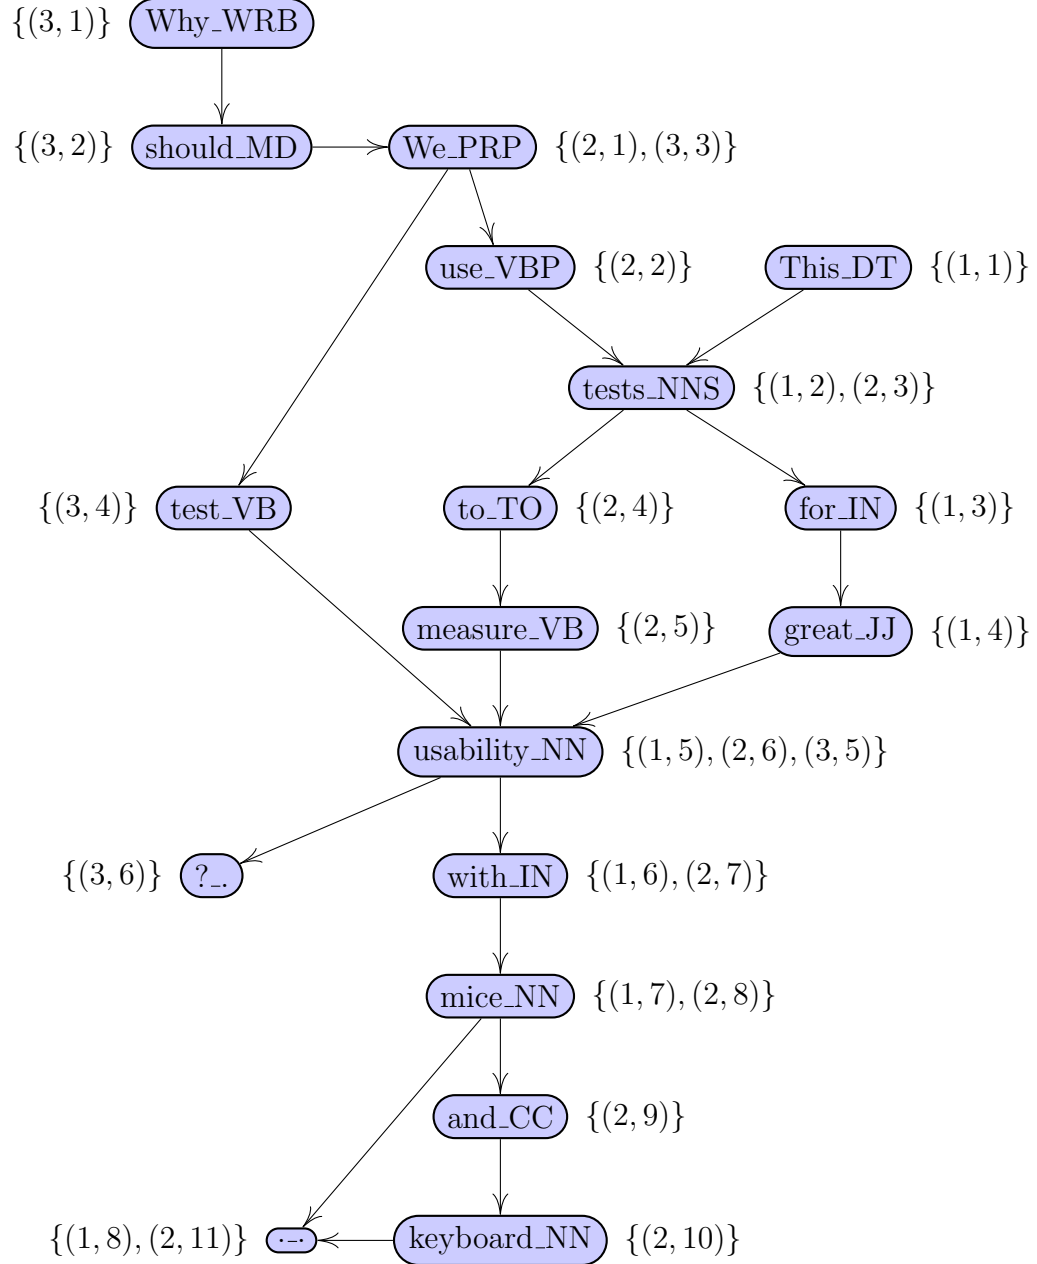 {(3, 1)} Why_WRB
{(3, 2)} should_MD We_PRP {(2, 1), (3, 3)}
use_VBP {(2, 2)} This_DT {(1, 1)}
tests_NNS {(1, 2), (2, 3)}
{(3, 4)} test_VB to_TO {(2, 4)} for_IN {(1, 3)}
measure_VB {(2, 5)} great_JJ {(1, 4)}
usability_NN {(1, 5), (2, 6), (3, 5)}
{(3, 6)} ?_. with_IN {(1, 6), (2, 7)}
mice_NN {(1, 7), (2, 8)}
and_CC {(2, 9)}
{(1, 8), (2, 11)} ._. keyboard_NN {(2, 10)}